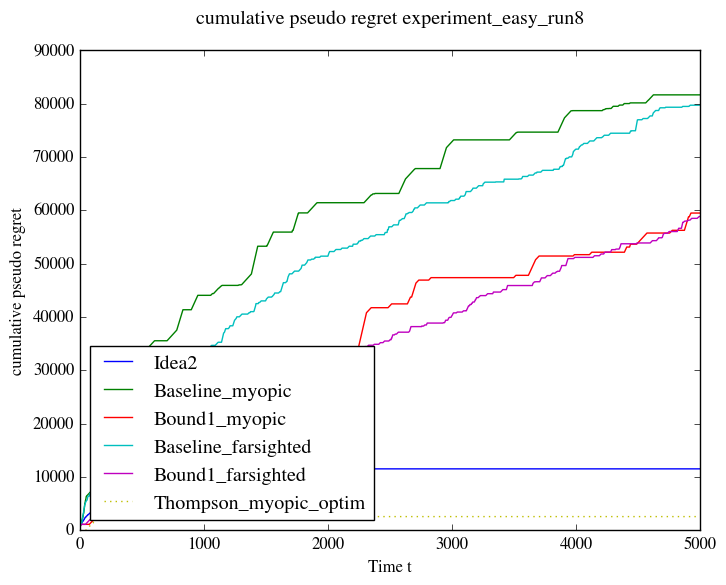 cumulative pseudo regret experiment_easy_run8
90000
80000
70000
60000
50000
40000
30000
20000
10000
0
cumulative pseudo regret
Idea2
Baseline_myopic
Bound1_myopic
Baseline_farsighted
Bound1_farsighted
Thompson_myopic_optim
0 1000 2000 3000 4000 5000
Time t